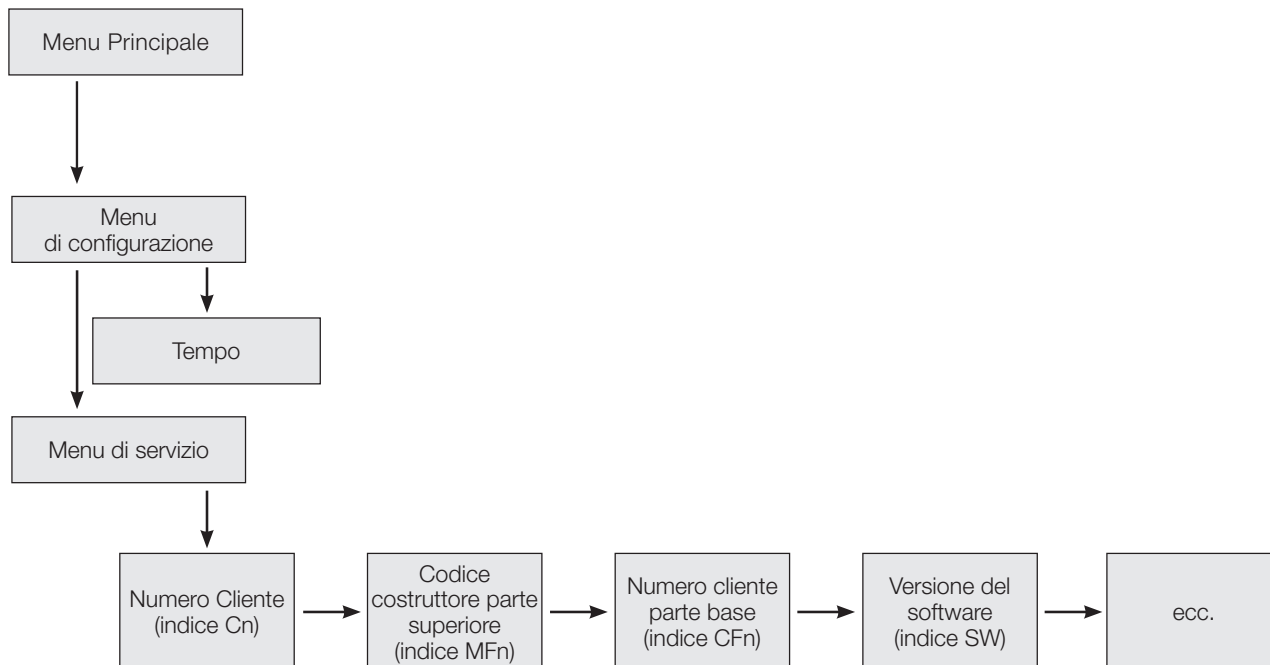 Menu Principale
Menu
di configurazione
Tempo
Menu di servizio
Numero Cliente
(indice Cn)
Codice
costruttore parte
superiore
(indice MFn)
Numero cliente
parte base
(indice CFn)
Versione del
software
(indice SW)
ecc.